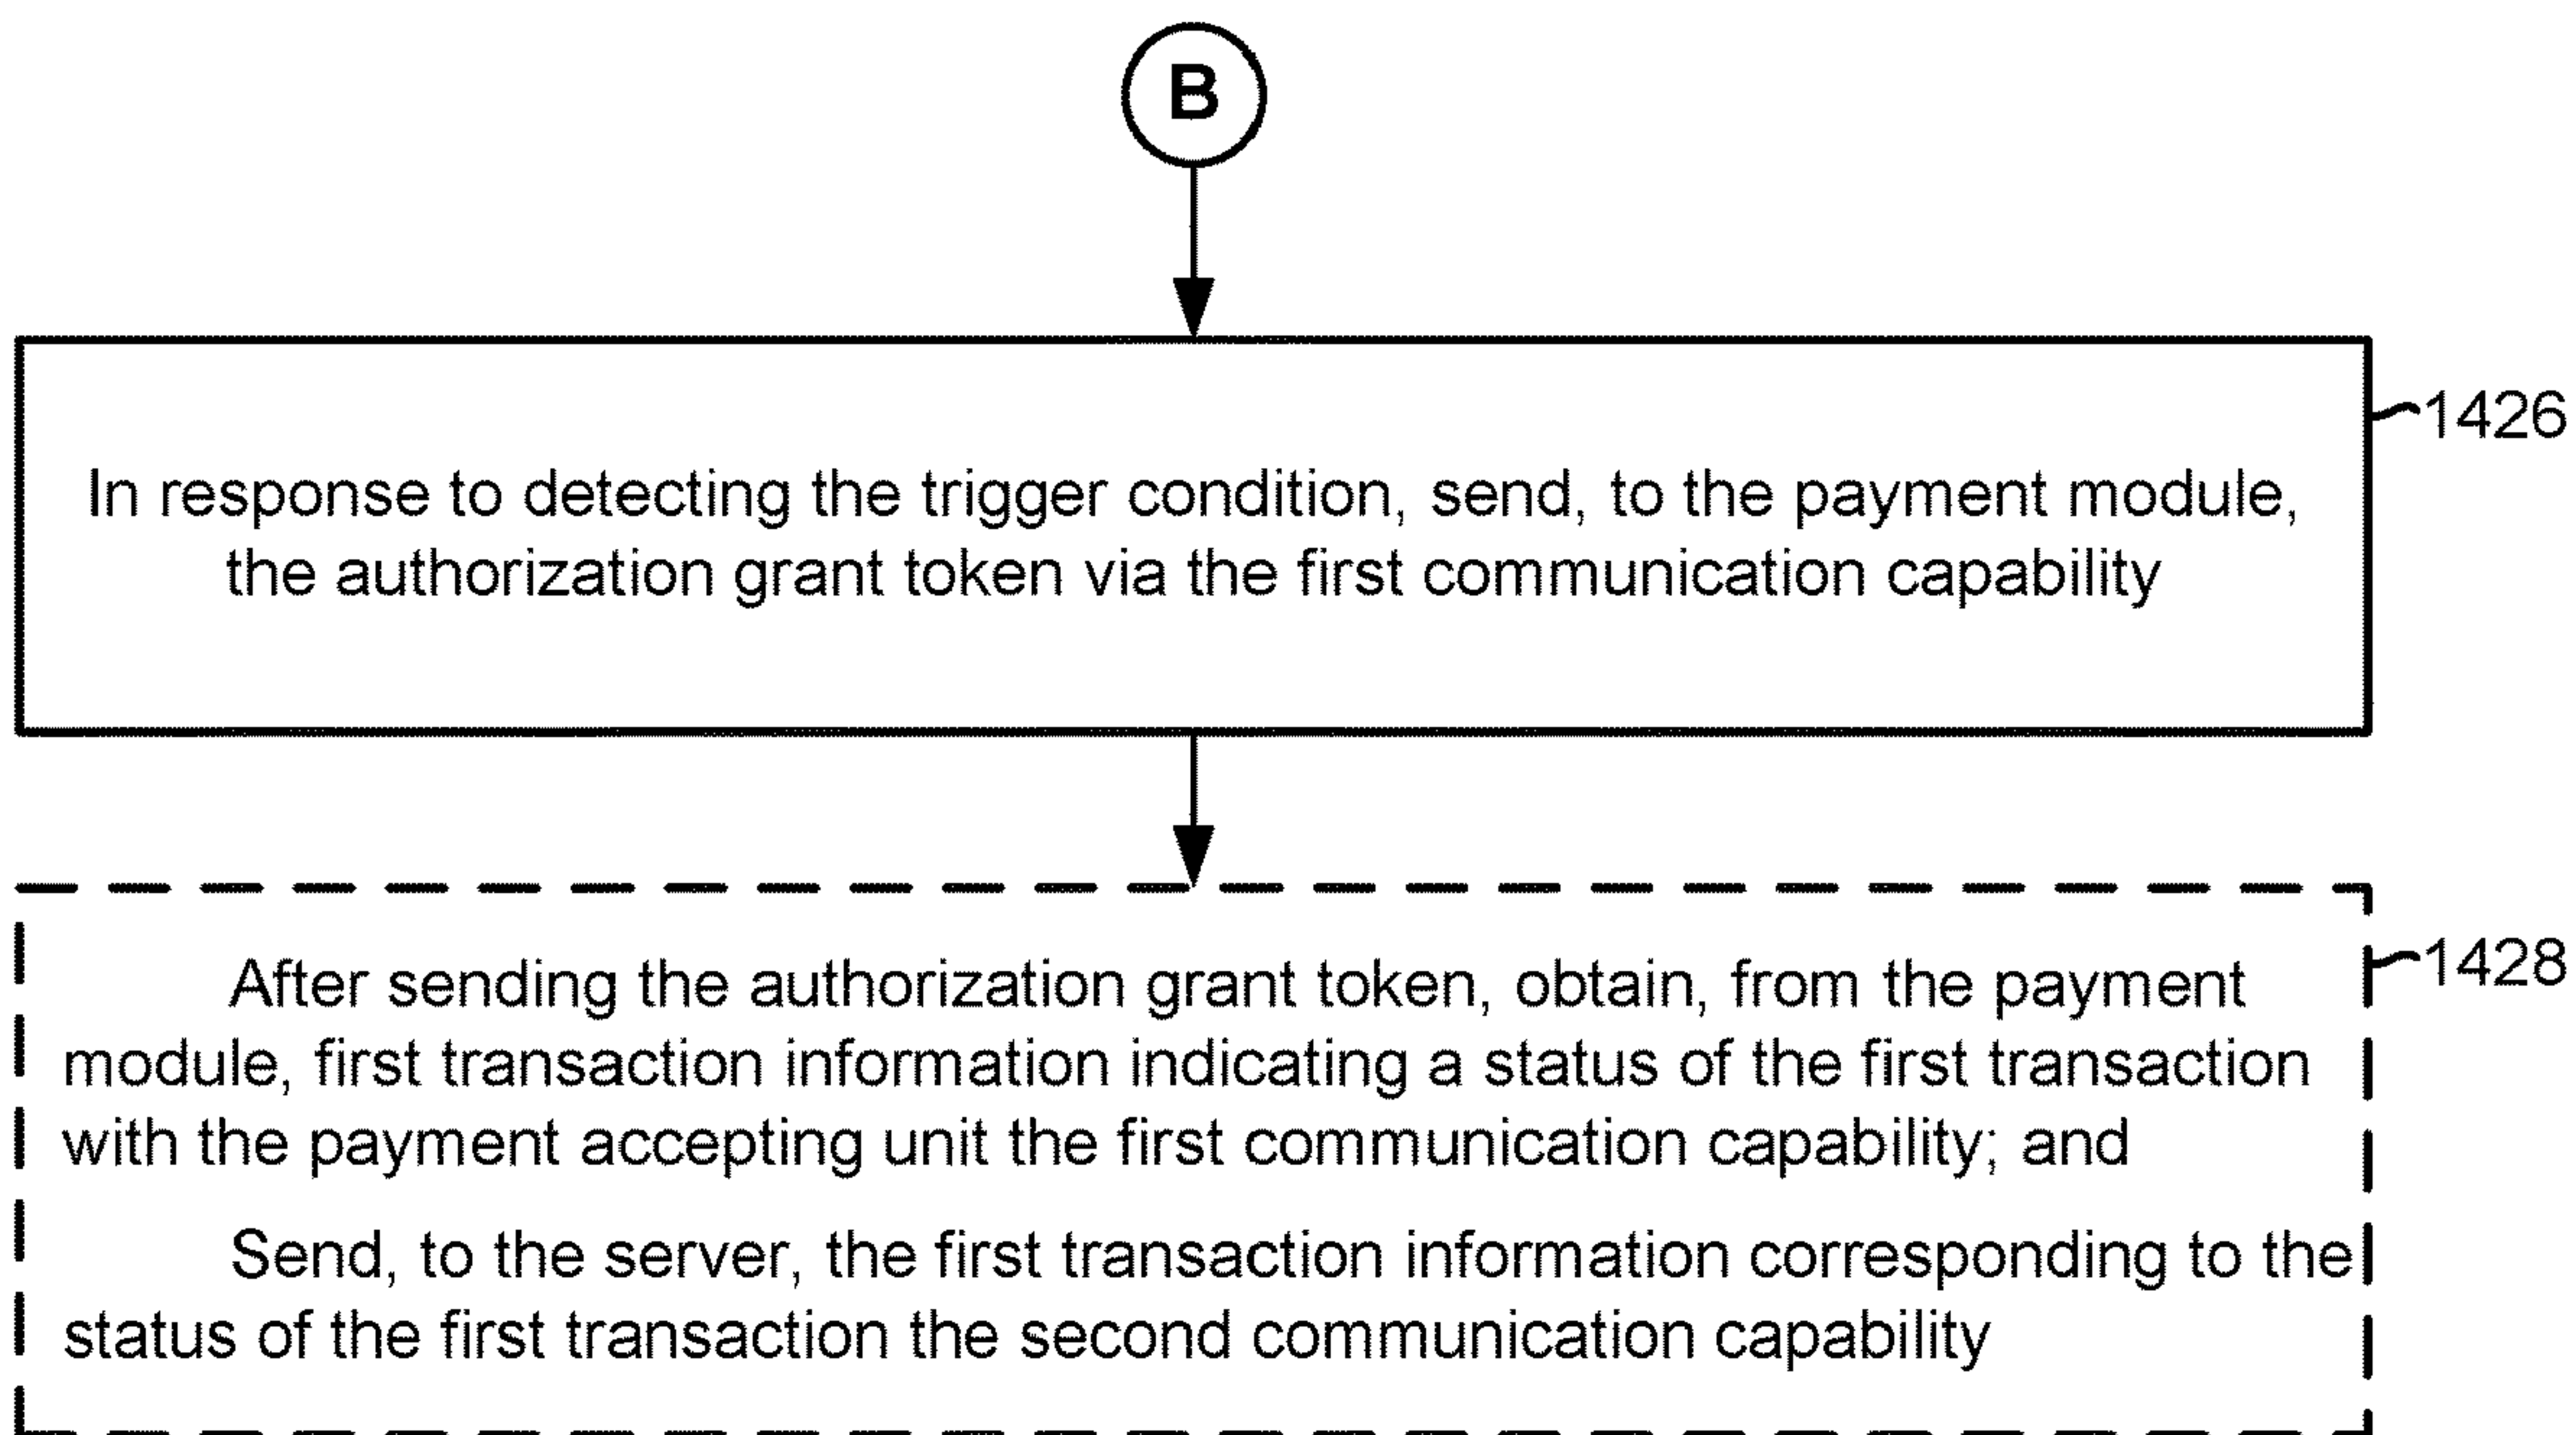 B
1426
In response to detecting the trigger condition, send, to the payment module,
the authorization grant token via the first communication capability
1428
After sending the authorization grant token, obtain, from the payment
module, first transaction information indicating a status of the first transaction
with the payment accepting unit the first communication capability; and
Send, to the server, the first transaction information corresponding to the
status of the first transaction the second communication capability